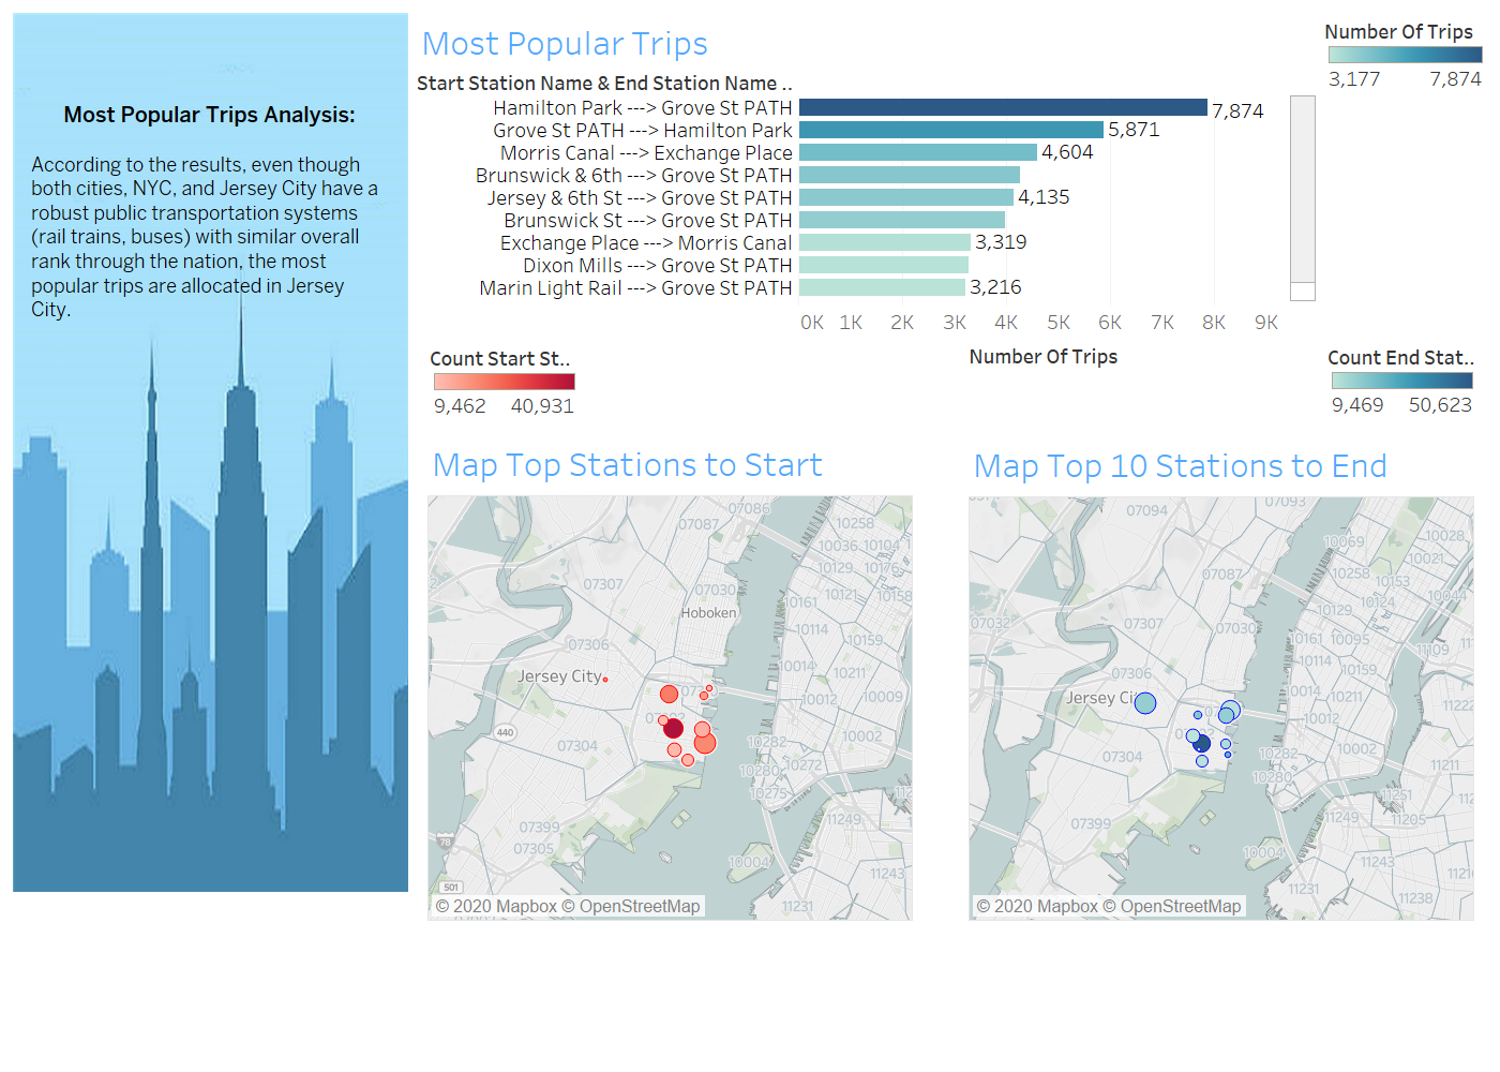 Most Popular Trips Analysis:
According to the results, even though
both cities, NYC, and Jersey City have a
robust public transportation systems
(rail trains, buses) with similar overall
rank through the nation, the most
popular trips are allocated in Jersey
City.
Most Popular Trips
Start Station Name & End Station Name ..
Hamilton Park ---> Grove St PATH 7,874
Grove St PATH ---> Hamilton Park 5,871
Morris Canal ---> Exchange Place 4,604
Brunswick & 6th ---> Grove St PATH
Jersey & 6th St ---> Grove St PATH 4,135
Brunswick St ---> Grove St PATH
Exchange Place ---> Morris Canal 3,319
Dixon Mills ---> Grove St PATH
Marin Light Rail ---> Grove St PATH 3,216
0K 1K 2K 3K 4K 5K 6K 7K 8K 9K
Number Of Trips
Number Of Trips
3,177 7,874
Count Start St..
9,462 40,931
Count End Stat..
9,469 50,623
Map Top Stations to Start
07086
07087
10258
10036 10104
10129 10176
07307
07030
10121 10158
10161
Hoboken
10114
07306
10159
10014
10211
Jersey City
10012
10009
440
07304
10282
10002
10280
10272
10275
07399
11249
78
07305
10004
11243
501
11231
© 2020 Mapbox © OpenStreetMap
Map Top 10 Stations to End
07093
07094
10069
10028
07087
10258
10153
10044
10129
10124
07032
07307
07030
10161 10095
11109
10114
07306
10159
10014
10211
Jersey Ci
11222
10012
07304
10282
10002
10280
11251
07399
11249
11205
10004
11243
11231
11238
© 2020 Mapbox © OpenStreetMap